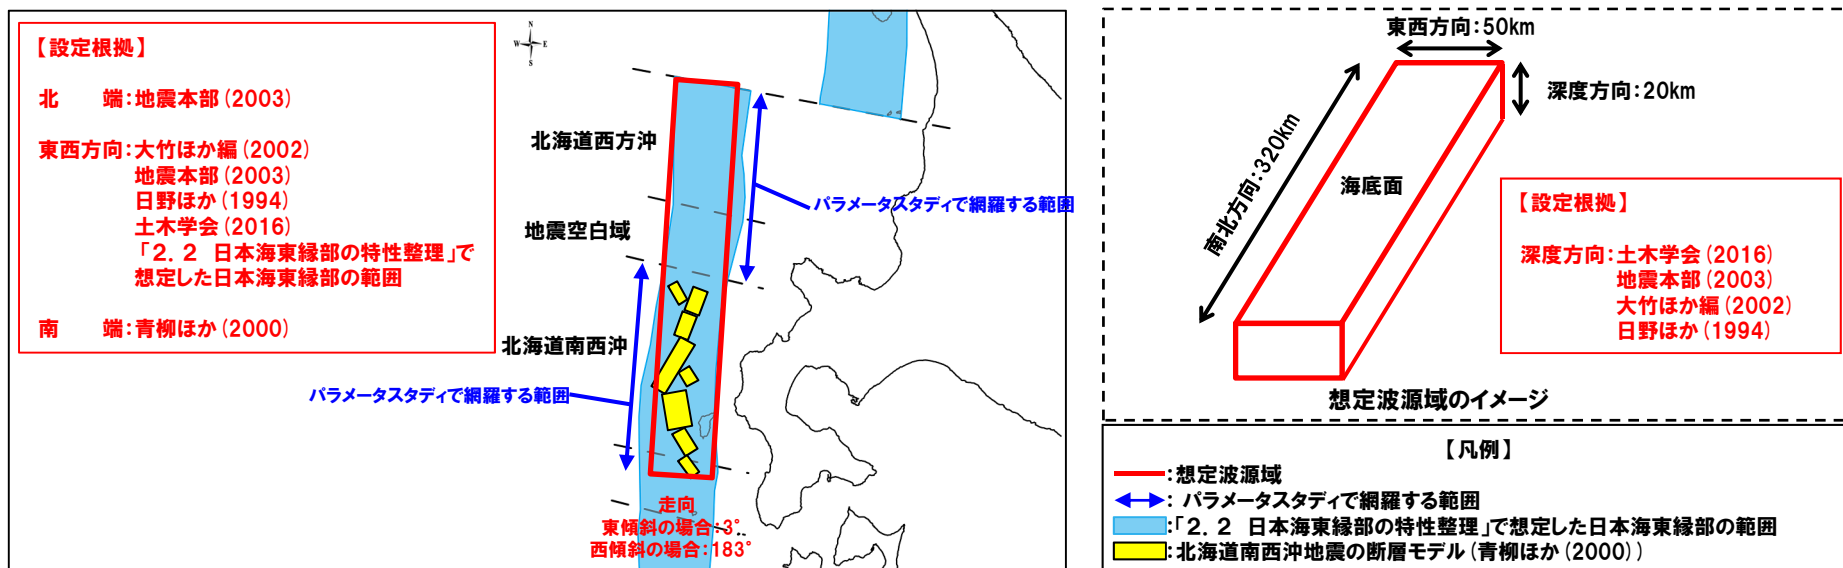 【設定根拠】
北　　端：地震本部(2003)
東西方向：大竹ほか編(2002)
地震本部(2003)
日野ほか(1994)
土木学会(2016)
「2．2　日本海東縁部の特性整理」で
想定した日本海東縁部の範囲
南　　端：青柳ほか(2000)
N
W E
S
北海道西方沖
地震空白域
北海道南西沖
パラメータスタディで網羅する範囲
パラメータスタディで網羅する範囲
走向
東傾斜の場合：3°
西傾斜の場合：183°
東西方向：50km
深度方向：20km
南北方向：320km
海底面
【設定根拠】
深度方向：土木学会(2016)
地震本部(2003)
大竹ほか編(2002)
日野ほか(1994)
想定波源域のイメージ
【凡例】
：想定波源域
：パラメータスタディで網羅する範囲
：「2．2　日本海東縁部の特性整理」で想定した日本海東縁部の範囲
：北海道南西沖地震の断層モデル(青柳ほか(2000))